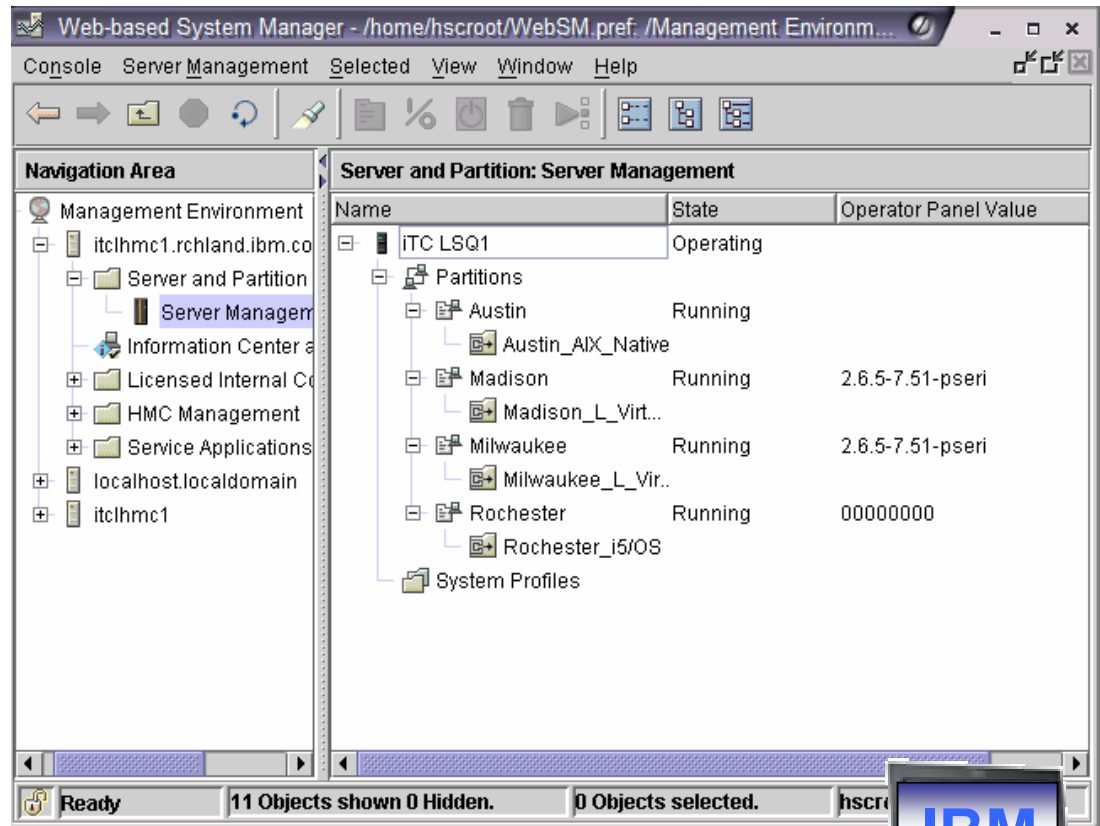 Web-based System Manager - /home/hscroot/WebSM.pref: /Management Environm...
Console Server Management Selected View Window Help
Navigation Area
Server and Partition: Server Management
Management Environment
itclhmc1.rchland.ibm.co
Server and Partition
Server Managem
Information Center a
Licensed Internal Co
HMC Management
Service Applications
localhost.localdomain
itclhmc1
Name State Operator Panel Value
iTC LSQ1 Operating
Partitions
Austin Running
Austin_AIX_Native
Madison Running 2.6.5-7.51-pseri
Madison_L_Virt...
Milwaukee Running 2.6.5-7.51-pseri
Milwaukee_L_Vir..
Rochester Running 00000000
Rochester_i5/OS
System Profiles
Ready 11 Objects shown 0 Hidden. 0 Objects selected. hscr
IBM